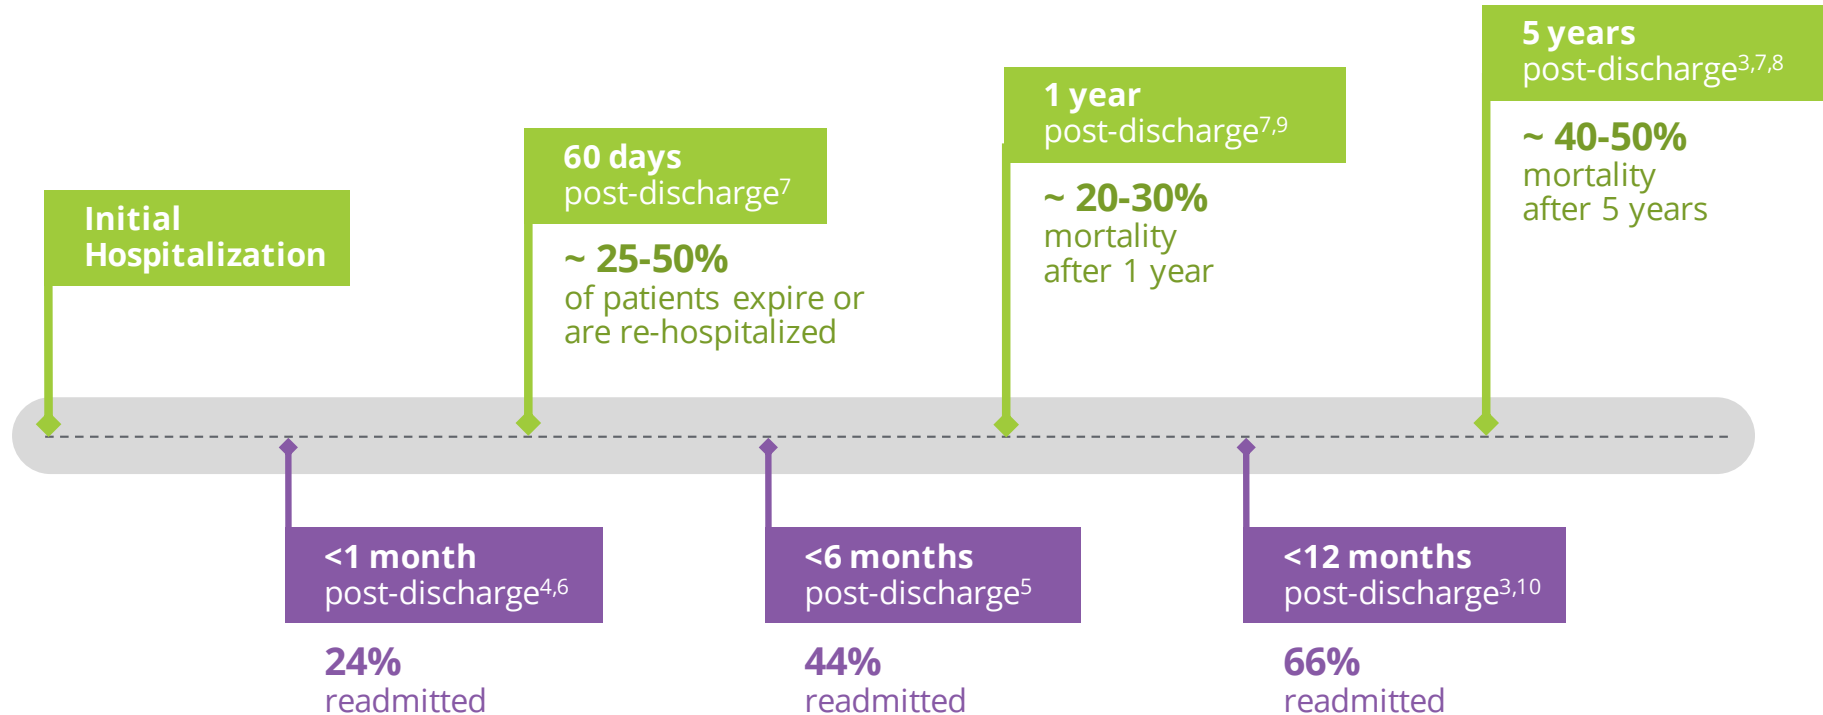 Initial
Hospitalization
60 days
post-discharge7
~ 25-50%
of patients expire or
are re-hospitalized
1 year
post-discharge7,9
~ 20-30%
mortality
after 1 year
5 years
post-discharge3,7,8
~ 40-50%
mortality
after 5 years
<1 month
post-discharge4,6
24%
readmitted
<6 months
post-discharge5
44%
readmitted
<12 months
post-discharge3,10
66%
readmitted